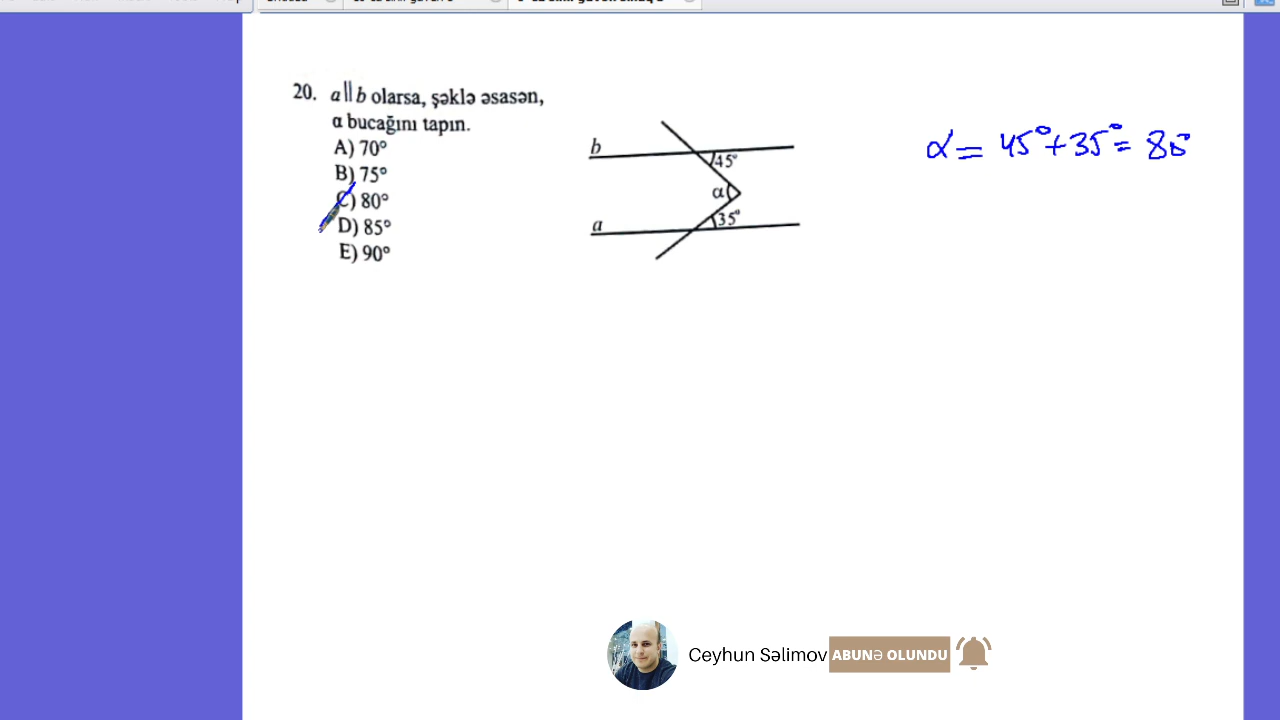 20. a || b olarsa, şəklə əsasən,
α bucağını tapın.
A) 70°
B) 75°
C) 80°
D) 85°
E) 90°
b
45°
α
a
35°
α = 45° + 35° = 80
Ceyhun Səlimov
ABUNƏ OLUNDU